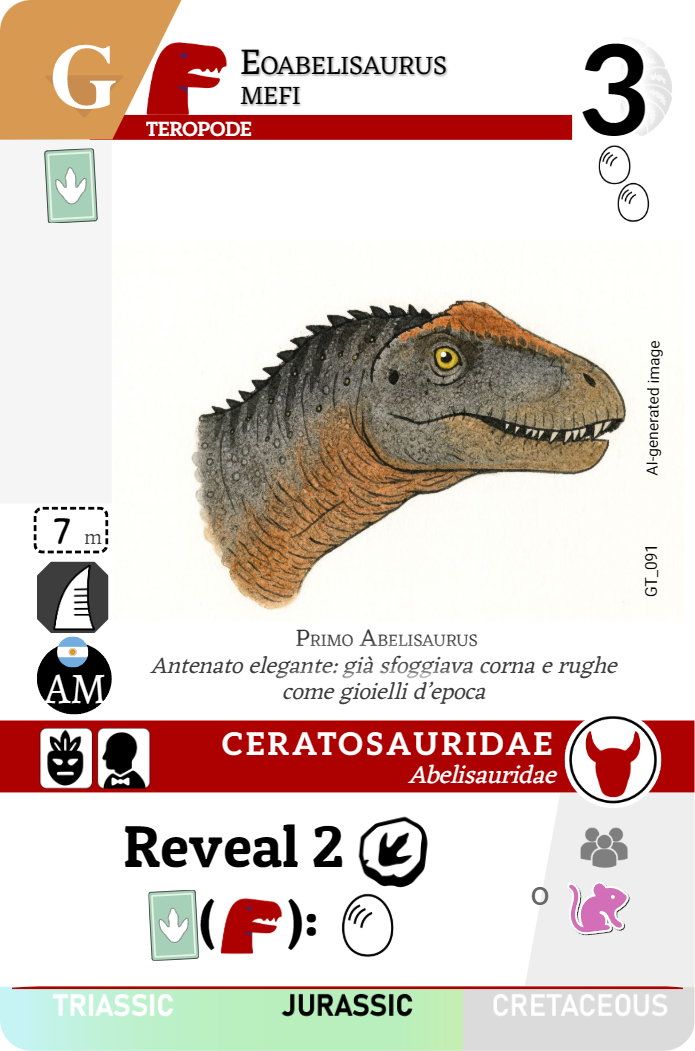 G
EOABELISAURUS
MEFI
3
TEROPODE
AI-generated image
7 m
GT_091
AM
PRIMO ABELISAURUS
Antenato elegante: già sfoggiava corna e rughe
come gioielli d'epoca
CERATOSAURIDAE
Abelisauridae
Reveal 2
( ):
O
TRIASSIC JURASSIC CRETACEOUS